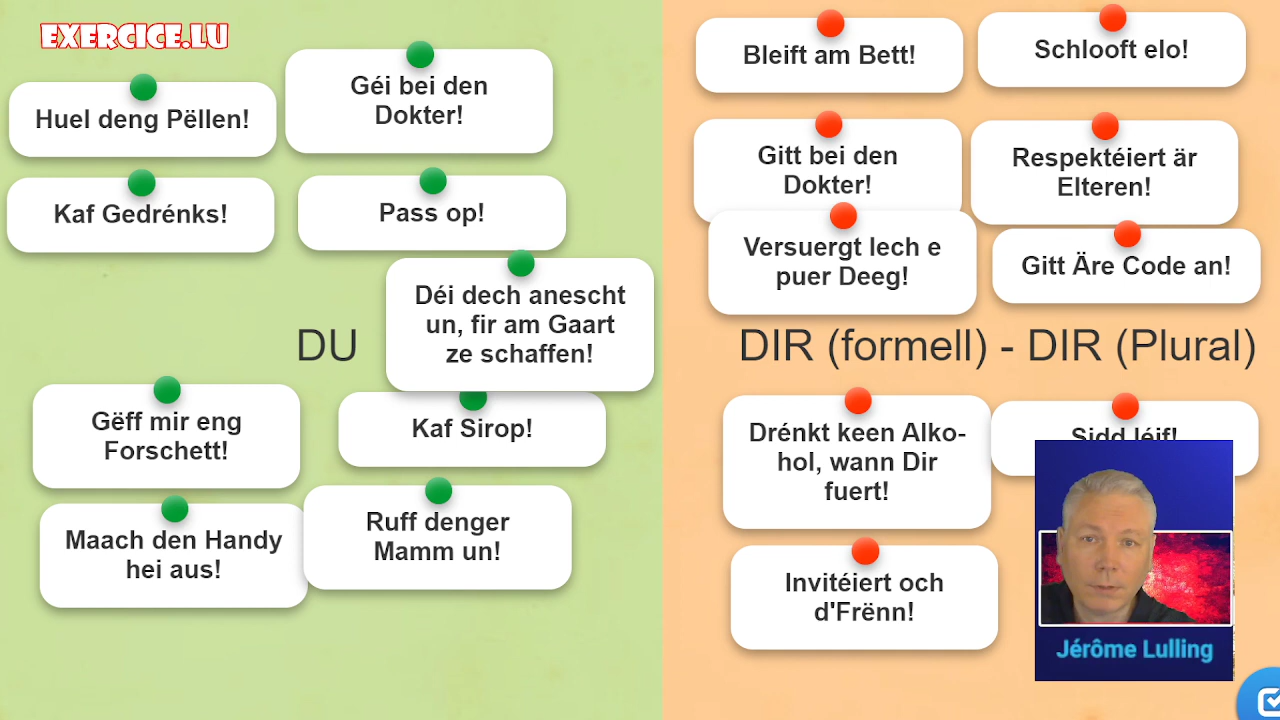 EXERCICE.LU
Huel deng Pëllen!
Géi bei den
Dokter!
Kaf Gedrénks!
Pass op!
Déi dech anescht
un, fir am Gaart
ze schaffen!
DU
Gëff mir eng
Forschett!
Kaf Sirop!
Maach den Handy
hei aus!
Ruff denger
Mamm un!
Bleift am Bett!
Schlooft elo!
Gitt bei den
Dokter!
Respektéiert är
Elteren!
Versuergt Iech e
puer Deeg!
Gitt Äre Code an!
DIR (formell) - DIR (Plural)
Drénkt keen Alko-
hol, wann Dir
fuert!
Sidd léif!
Invitéiert och
d'Frënn!
Jérôme Lulling